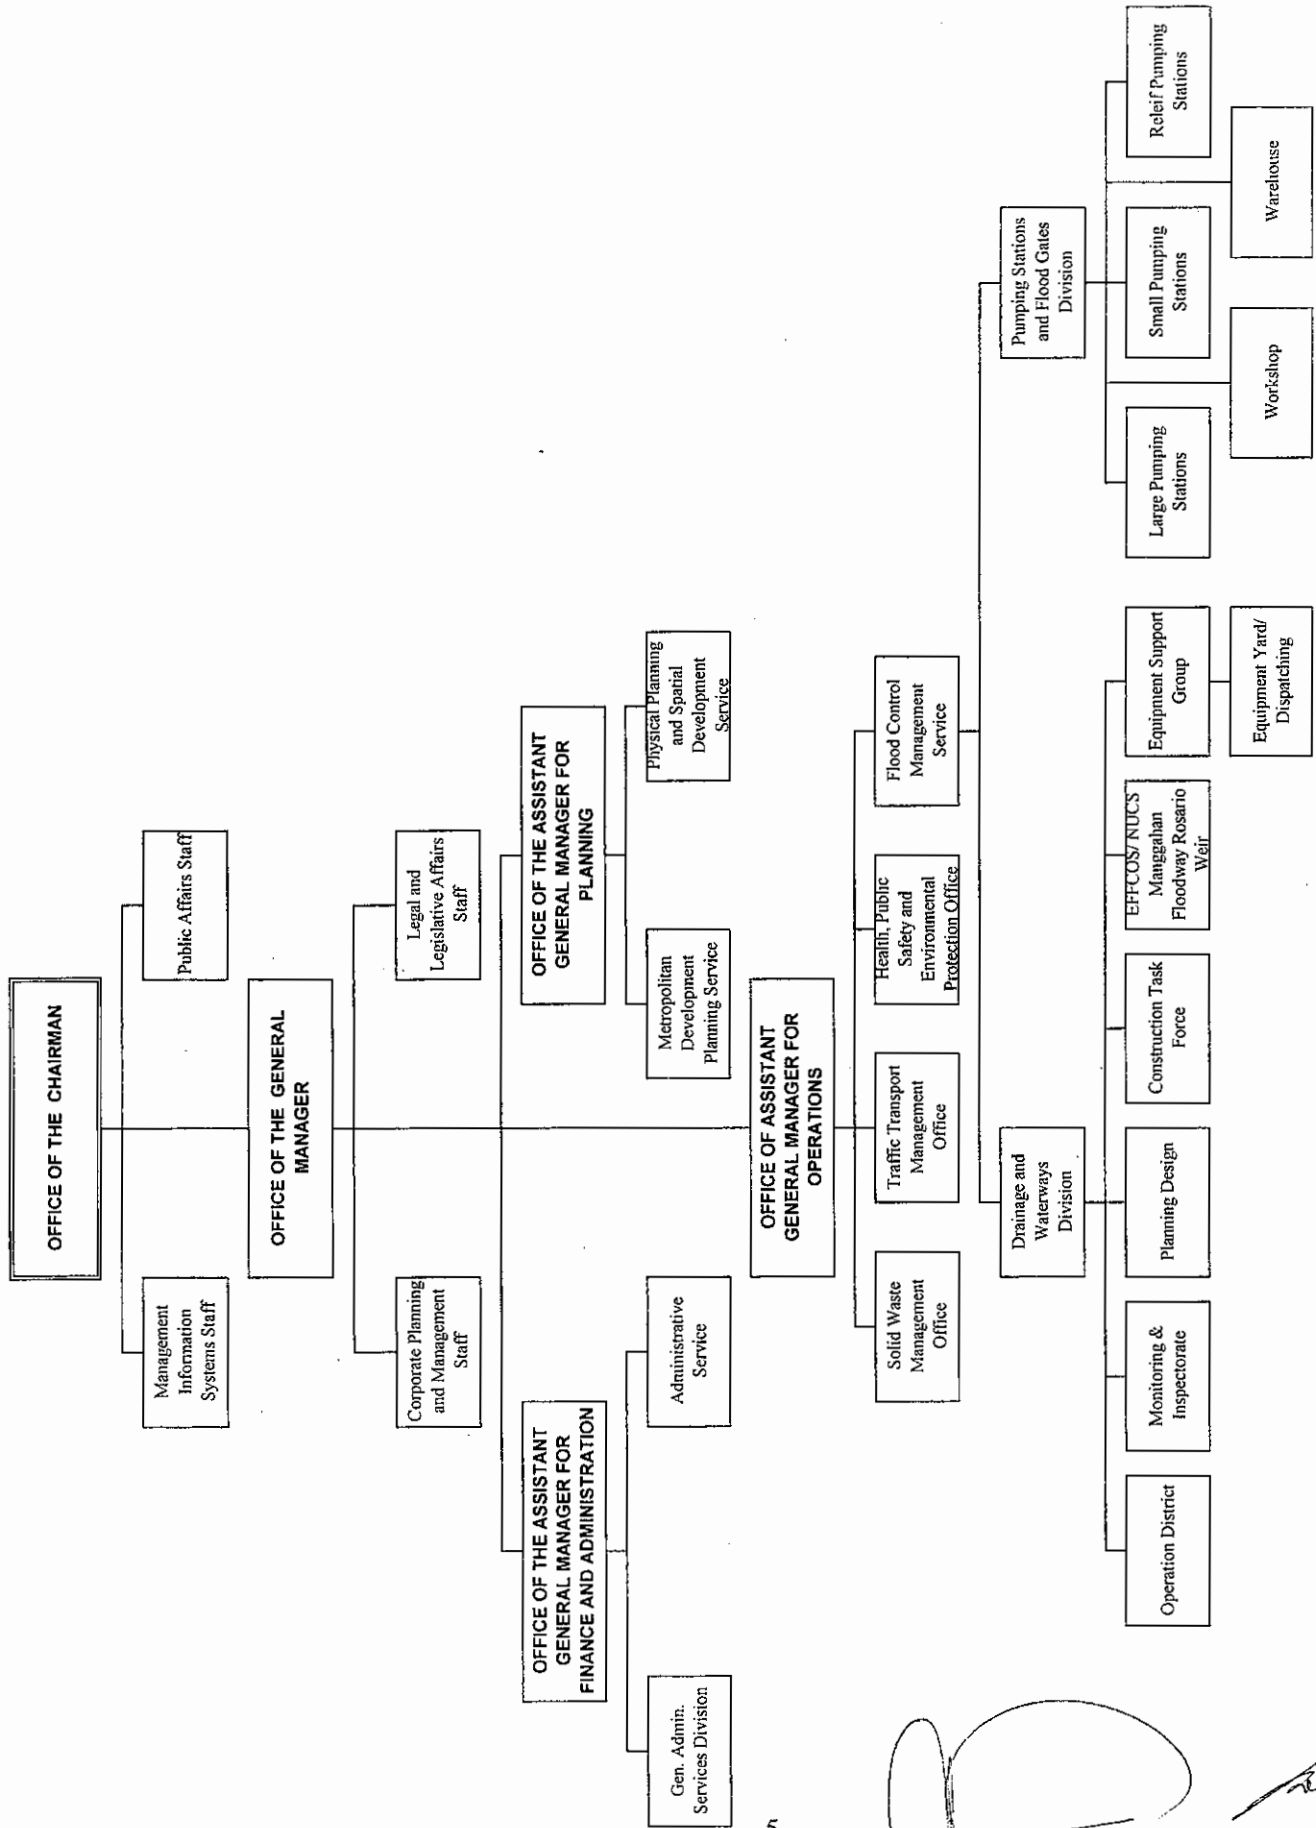 OFFICE OF THE CHAIRMAN
Management
Information
Systems Staff
Public Affairs Staff
OFFICE OF THE GENERAL
MANAGER
Corporate Planning
and Management
Staff
Legal and
Legislative Affairs
Staff
OFFICE OF THE ASSISTANT
GENERAL MANAGER FOR
FINANCE AND ADMINISTRATION
OFFICE OF THE ASSISTANT
GENERAL MANAGER FOR
PLANNING
Gen. Admin.
Services Division
Administrative
Service
Metropolitan
Development
Planning Service
Physical Planning
and Spatial
Development
Service
OFFICE OF ASSISTANT
GENERAL MANAGER FOR
OPERATIONS
Solid Waste
Management
Office
Traffic Transport
Management
Office
Health, Public
Safety and
Environmental
Protection Office
Flood Control
Management
Service
Drainage and
Waterways
Division
Pumping Stations
and Flood Gates
Division
Operation District
Monitoring &
Inspectorate
Planning Design
Construction Task
Force
EFFCOS/ NUCS
Manggahan
Floodway Rosario
Weir
Equipment Support
Group
Large Pumping
Stations
Small Pumping
Stations
Releif Pumping
Stations
Equipment Yard/
Dispatching
Workshop
Warehouse